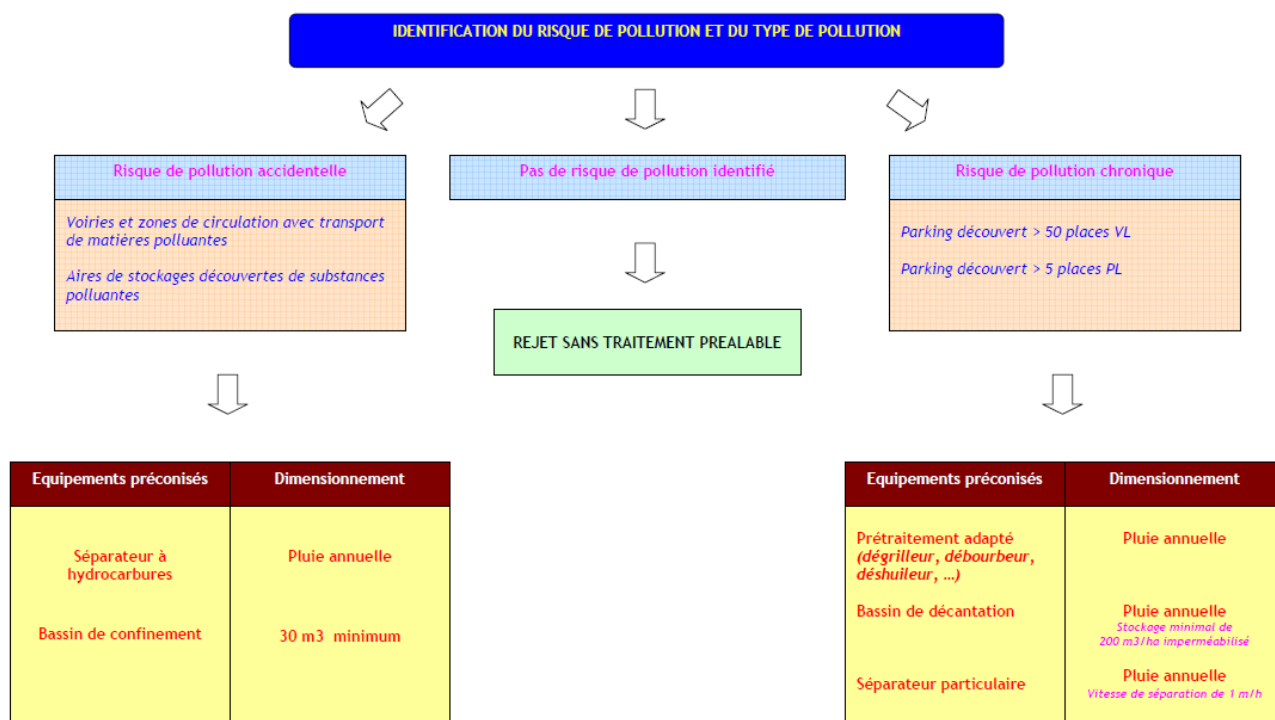 IDENTIFICATION DU RISQUE DE POLLUTION ET DU TYPE DE POLLUTION
Risque de pollution accidentelle
Voiries et zones de circulation avec transport
de matières polluantes
Aires de stockages découvertes de substances
polluantes
Pas de risque de pollution identifié
REJET SANS TRAITEMENT PREALABLE
Risque de pollution chronique
Parking découvert > 50 places VL
Parking découvert > 5 places PL
Equipements préconisés
Dimensionnement
Séparateur à
hydrocarbures
Pluie annuelle
Bassin de confinement
30 m3 minimum
Equipements préconisés
Dimensionnement
Prétraitement adapté
(dégrilleur, débourbeur,
déshuileur, …)
Pluie annuelle
Bassin de décantation
Pluie annuelle
Stockage minimal de
200 m3/ha imperméabilisé
Séparateur particulaire
Pluie annuelle
Vitesse de séparation de 1 m/h